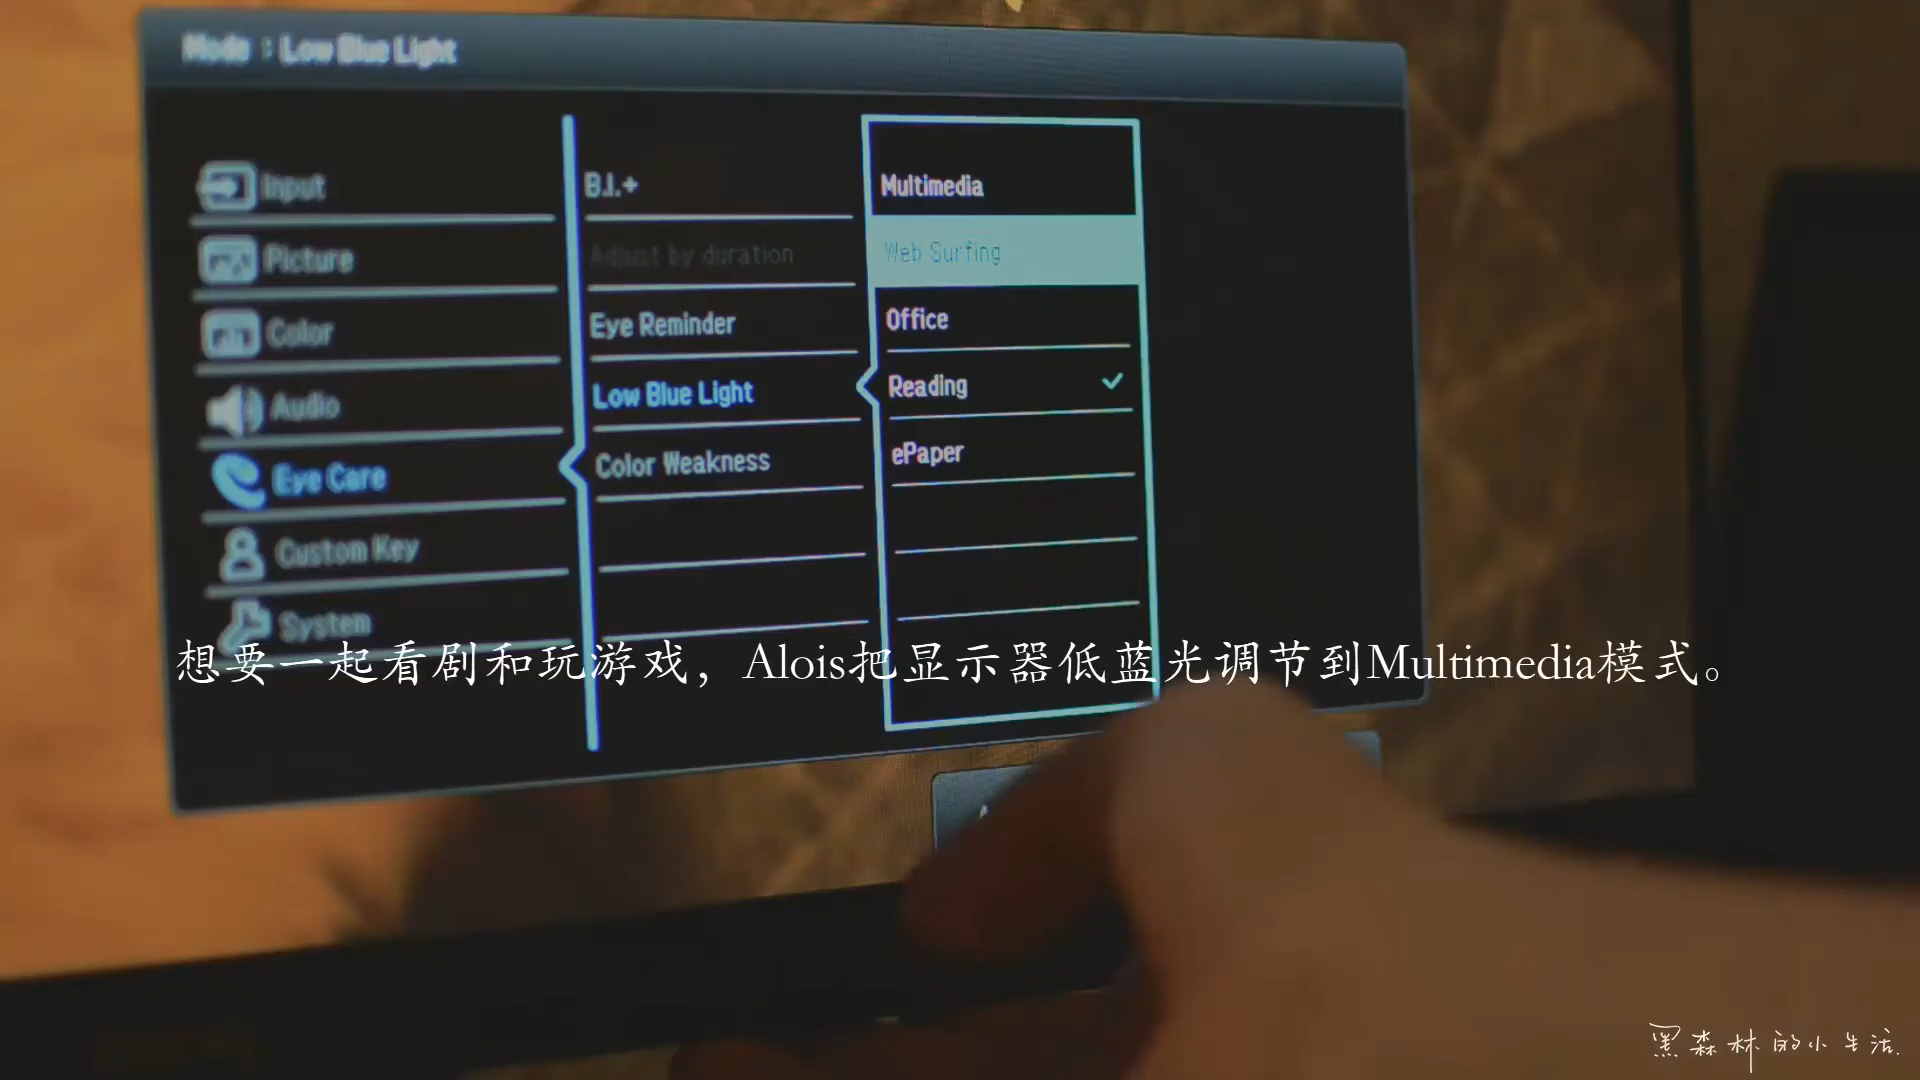 Mode : Low Blue Light
Input
Picture
Color
Audio
Eye Care
Custom Key
System
B.I.+
Adjust by duration
Eye Reminder
Low Blue Light
Color Weakness
Multimedia
Web Surfing
Office
Reading
ePaper
想要一起看剧和玩游戏，Alois把显示器低蓝光调节到Multimedia模式。
黑森林的小生活